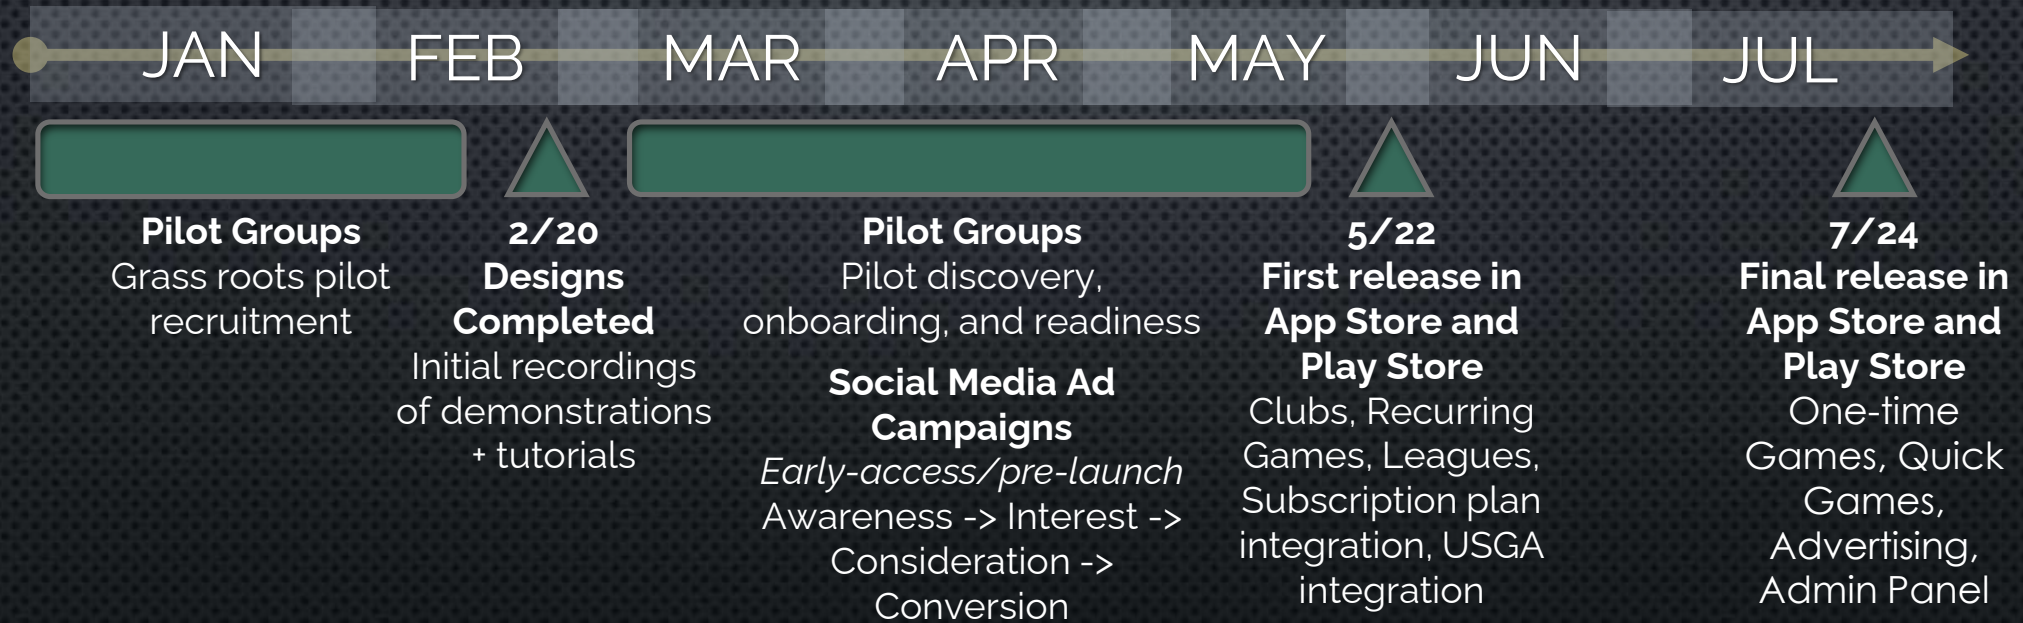 JAN FEB MAR APR MAY JUN JUL
Pilot Groups
Grass roots pilot
recruitment
2/20
Designs
Completed
Initial recordings
of demonstrations
+ tutorials
Pilot Groups
Pilot discovery,
onboarding, and readiness
Social Media Ad
Campaigns
Early-access/pre-launch
Awareness -> Interest ->
Consideration ->
Conversion
5/22
First release in
App Store and
Play Store
Clubs, Recurring
Games, Leagues,
Subscription plan
integration, USGA
integration
7/24
Final release in
App Store and
Play Store
One-time
Games, Quick
Games,
Advertising,
Admin Panel